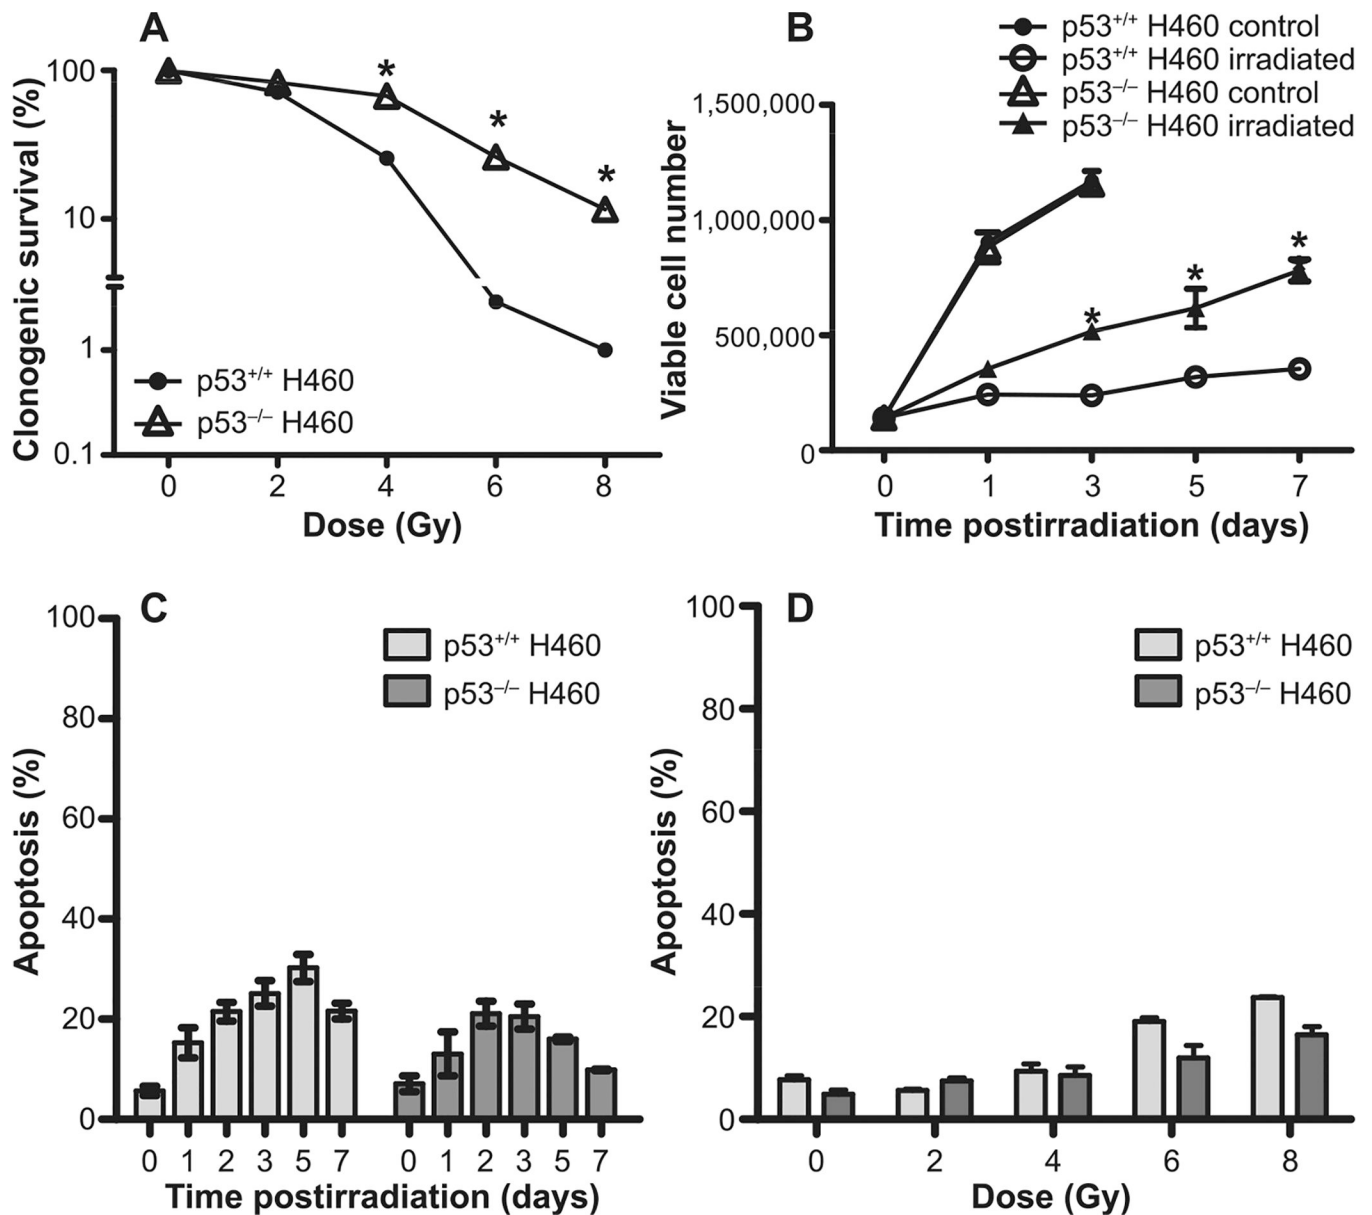 A
Clonogenic survival (%)
100
*
*
*
10
1
0.1
p53+/+ H460
p53–/– H460
0 2 4 6 8
Dose (Gy)
B
p53+/+ H460 control
p53+/+ H460 irradiated
p53–/– H460 control
p53–/– H460 irradiated
Viable cell number
1,500,000
1,000,000
500,000
0
*
*
*
0 1 3 5 7
Time postirradiation (days)
C
p53+/+ H460
p53–/– H460
Apoptosis (%)
100
80
60
40
20
0
0 1 2 3 5 7 0 1 2 3 5 7
Time postirradiation (days)
D
p53+/+ H460
p53–/– H460
Apoptosis (%)
100
80
60
40
20
0
0 2 4 6 8
Dose (Gy)